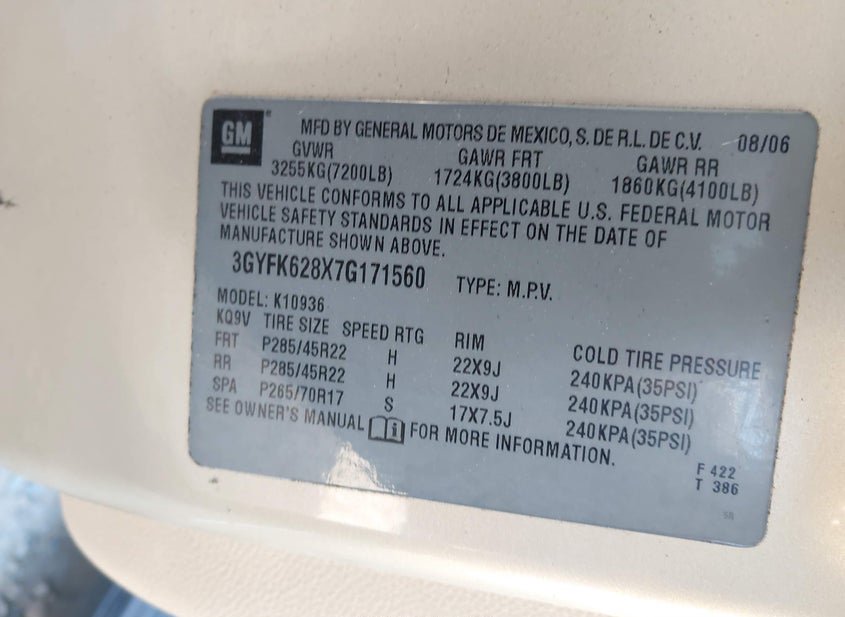 GM
MFD BY GENERAL MOTORS DE MEXICO, S. DE R.L. DE C.V. 08/06
GVWR GAWR FRT GAWR RR
3255KG(7200LB) 1724KG(3800LB) 1860KG(4100LB)
THIS VEHICLE CONFORMS TO ALL APPLICABLE U.S. FEDERAL MOTOR
VEHICLE SAFETY STANDARDS IN EFFECT ON THE DATE OF
MANUFACTURE SHOWN ABOVE.
3GYFK628X7G171560 TYPE: M.P.V.
MODEL: K10936
KQ9V TIRE SIZE SPEED RTG RIM COLD TIRE PRESSURE
FRT P285/45R22 H 22X9J 240KPA(35PSI)
RR P285/45R22 H 22X9J 240KPA(35PSI)
SPA P265/70R17 S 17X7.5J 240KPA(35PSI)
SEE OWNER'S MANUAL i FOR MORE INFORMATION.
F 422
T 386